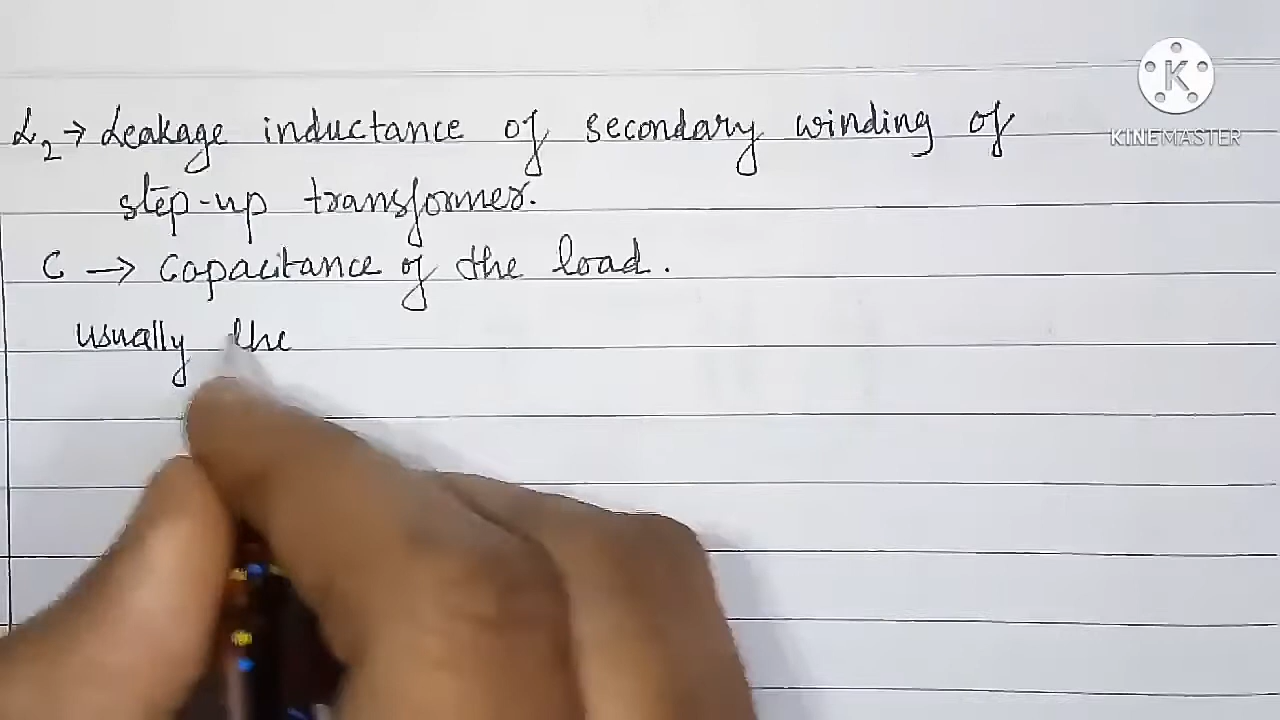 L₂ → Leakage inductance of secondary winding of
step-up transformer.
C → Capacitance of the load.
usually the
K
KINEMASTER